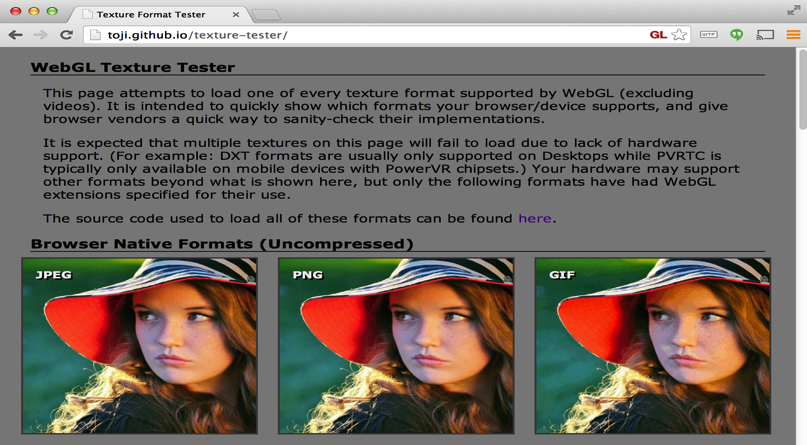 Texture Format Tester
toji.github.io/texture-tester/
GL
WTF
WebGL Texture Tester
This page attempts to load one of every texture format supported by WebGL (excluding
videos). It is intended to quickly show which formats your browser/device supports, and give
browser vendors a quick way to sanity-check their implementations.
It is expected that multiple textures on this page will fail to load due to lack of hardware
support. (For example: DXT formats are usually only supported on Desktops while PVRTC is
typically only available on mobile devices with PowerVR chipsets.) Your hardware may support
other formats beyond what is shown here, but only the following formats have had WebGL
extensions specified for their use.
The source code used to load all of these formats can be found here.
Browser Native Formats (Uncompressed)
JPEG
PNG
GIF